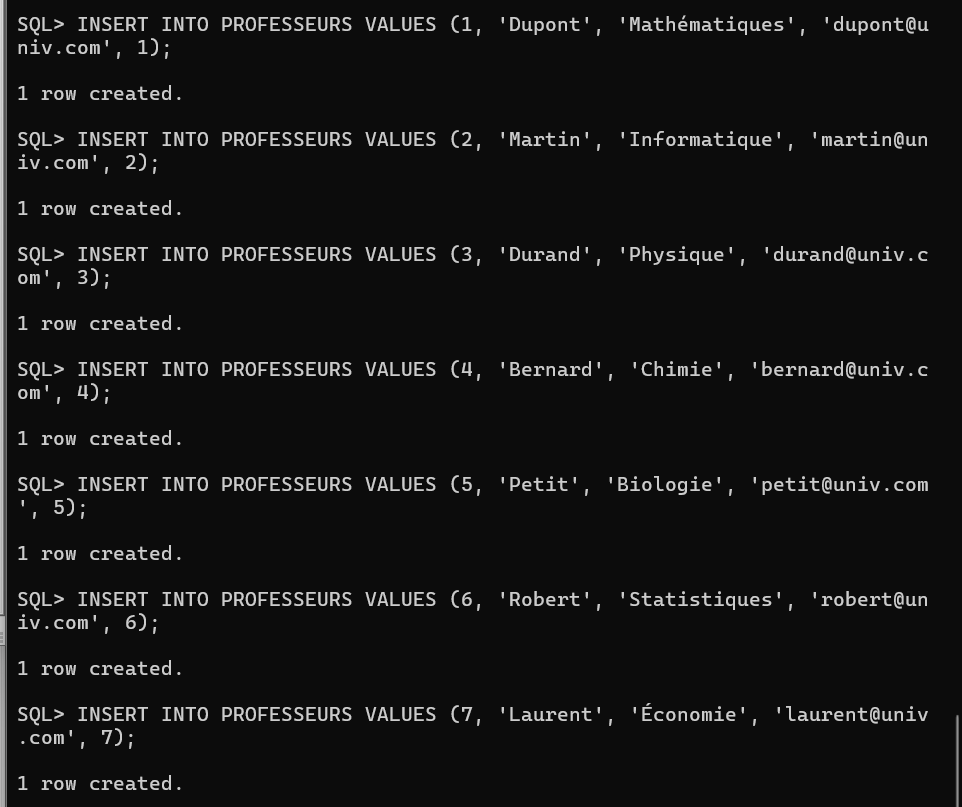 SQL> INSERT INTO PROFESSEURS VALUES (1, 'Dupont', 'Mathématiques', 'dupont@u
niv.com', 1);
1 row created.
SQL> INSERT INTO PROFESSEURS VALUES (2, 'Martin', 'Informatique', 'martin@un
iv.com', 2);
1 row created.
SQL> INSERT INTO PROFESSEURS VALUES (3, 'Durand', 'Physique', 'durand@univ.c
om', 3);
1 row created.
SQL> INSERT INTO PROFESSEURS VALUES (4, 'Bernard', 'Chimie', 'bernard@univ.c
om', 4);
1 row created.
SQL> INSERT INTO PROFESSEURS VALUES (5, 'Petit', 'Biologie', 'petit@univ.com
', 5);
1 row created.
SQL> INSERT INTO PROFESSEURS VALUES (6, 'Robert', 'Statistiques', 'robert@un
iv.com', 6);
1 row created.
SQL> INSERT INTO PROFESSEURS VALUES (7, 'Laurent', 'Économie', 'laurent@univ
.com', 7);
1 row created.